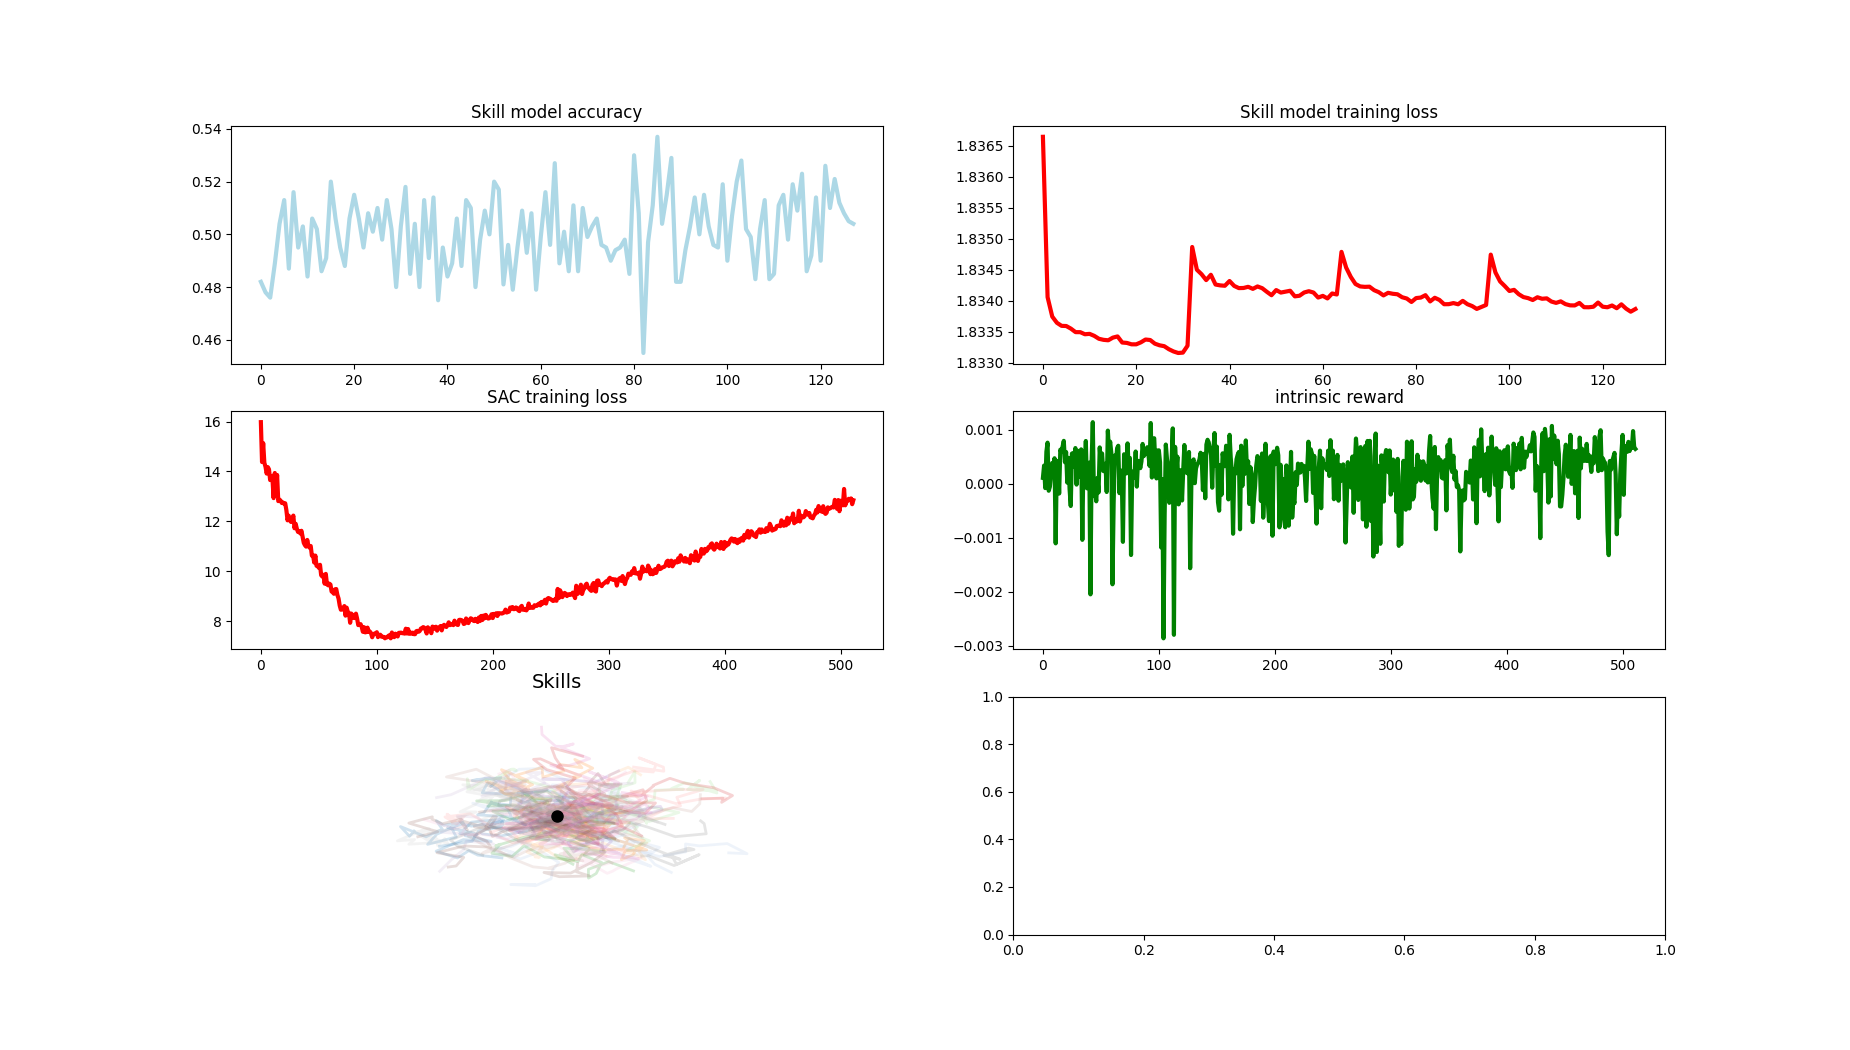 Skill model accuracy
0.54
0.52
0.50
0.48
0.46
0 20 40 60 80 100 120
Skill model training loss
1.8365
1.8360
1.8355
1.8350
1.8345
1.8340
1.8335
1.8330
0 20 40 60 80 100 120
SAC training loss
16
14
12
10
8
0 100 200 300 400 500
intrinsic reward
0.001
0.000
−0.001
−0.002
−0.003
0 100 200 300 400 500
Skills
1.0
0.8
0.6
0.4
0.2
0.0
0.0 0.2 0.4 0.6 0.8 1.0